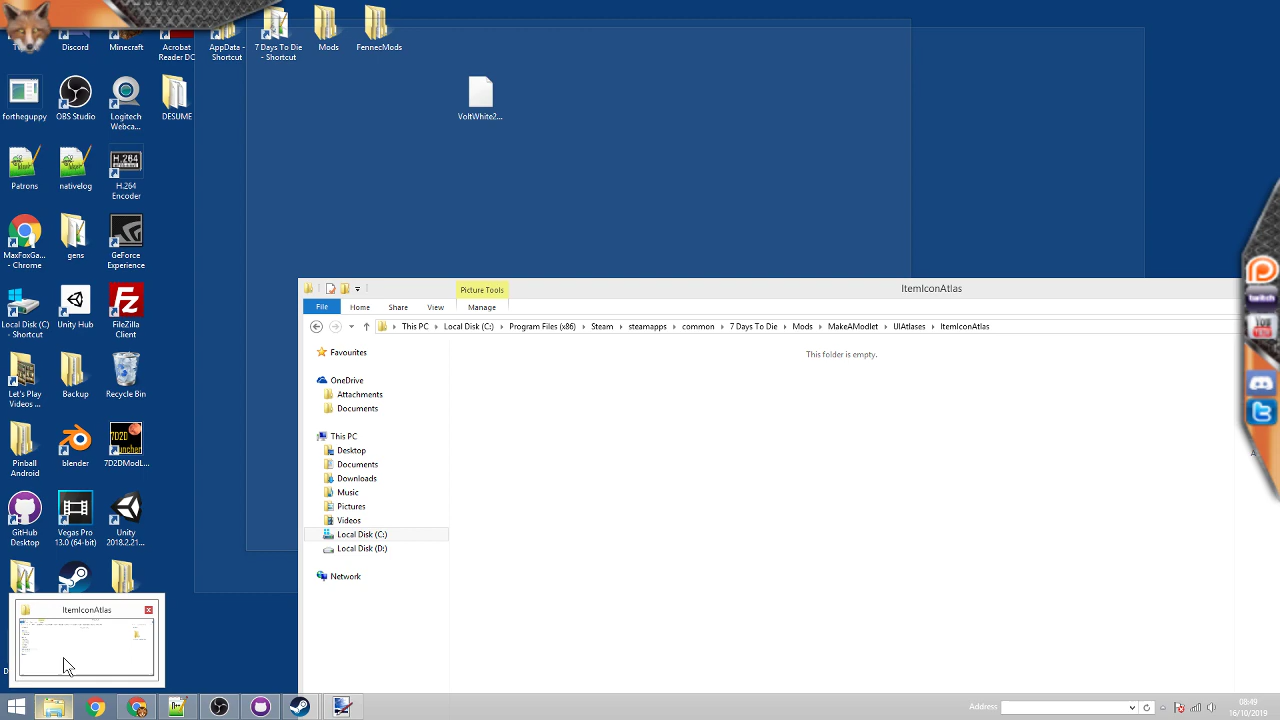 Discord
Minecraft
Acrobat
Reader DC
AppData -
Shortcut
7 Days To Die
- Shortcut
Mods
FennecMods
fortheguppy
OBS Studio
Logitech
Webca...
DESUME
VoltWhite2...
Patrons
nativelog
H.264
Encoder
MaxFoxGa...
- Chrome
gens
GeForce
Experience
Local Disk (C)
- Shortcut
Unity Hub
FileZilla
Client
Let's Play
Videos ...
Backup
Recycle Bin
Pinball
Android
blender
7D2DModL...
GitHub
Desktop
Vegas Pro
13.0 (64-bit)
Unity
2018.2.21...
Picture Tools
ItemIconAtlas
File
Home
Share
View
Manage
This PC
Local Disk (C:)
Program Files (x86)
Steam
steamapps
common
7 Days To Die
Mods
MakeAModlet
UIAtlases
ItemIconAtlas
This folder is empty.
Favourites
OneDrive
Attachments
Documents
This PC
Desktop
Documents
Downloads
Music
Pictures
Videos
Local Disk (C:)
Local Disk (D:)
Network
ItemIconAtlas
Address
08:49
16/10/2019